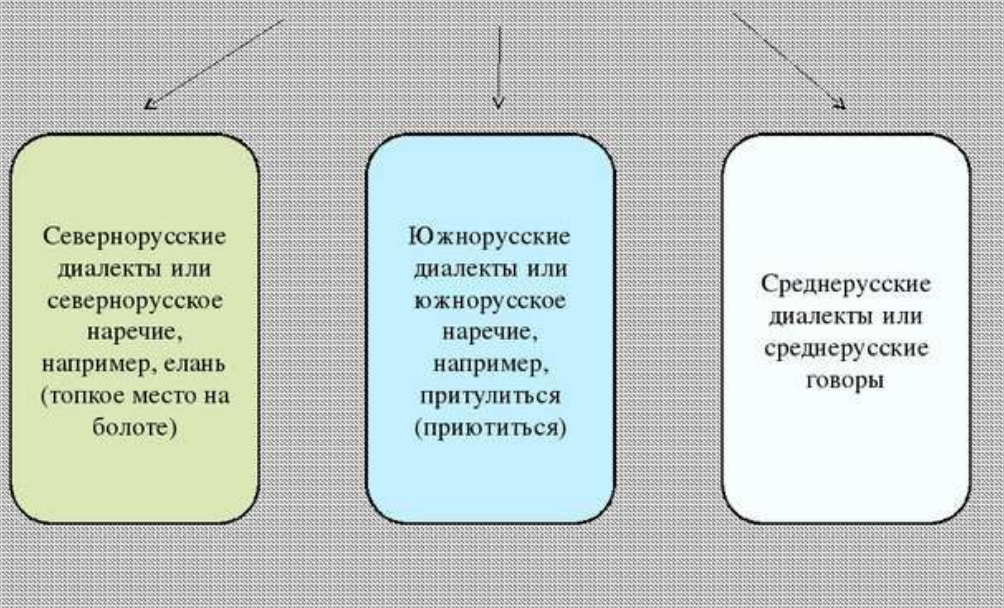 Севернорусские
диалекты или
севернорусское
наречие,
например, елань
(топкое место на
болоте)
Южнорусские
диалекты или
южнорусское
наречие,
например,
притулиться
(приютиться)
Среднерусские
диалекты или
среднерусские
говоры